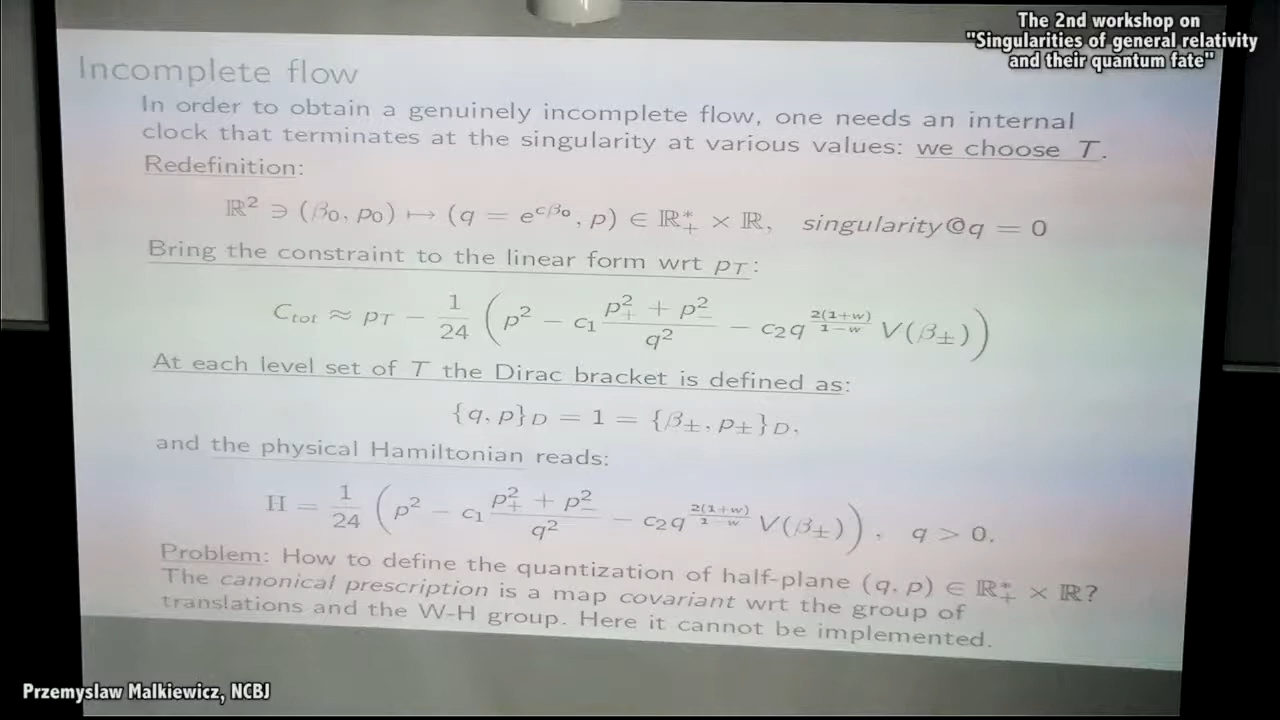 The 2nd workshop on
"Singularities of general relativity
and their quantum fate"
Incomplete flow
In order to obtain a genuinely incomplete flow, one needs an internal
clock that terminates at the singularity at various values: we choose T.
Redefinition:
ℝ² ∋ (β₀, p₀) ↦ (q = e^{cβ₀}, p) ∈ ℝ₊* × ℝ, singularity@q = 0
Bring the constraint to the linear form wrt p_T:
C_tot ≈ p_T − 1/24 (p² − c₁ (p₊² + p₋²)/q² − c₂q^{2(1+w)/(1−w)} V(β±))
At each level set of T the Dirac bracket is defined as:
{q, p}_D = 1 = {β±, p±}_D,
and the physical Hamiltonian reads:
H = 1/24 (p² − c₁ (p₊² + p₋²)/q² − c₂q^{2(1+w)/(1−w)} V(β±)), q > 0.
Problem: How to define the quantization of half-plane (q, p) ∈ ℝ₊* × ℝ?
The canonical prescription is a map covariant wrt the group of
translations and the W-H group. Here it cannot be implemented.
Przemyslaw Malkiewicz, NCBJ